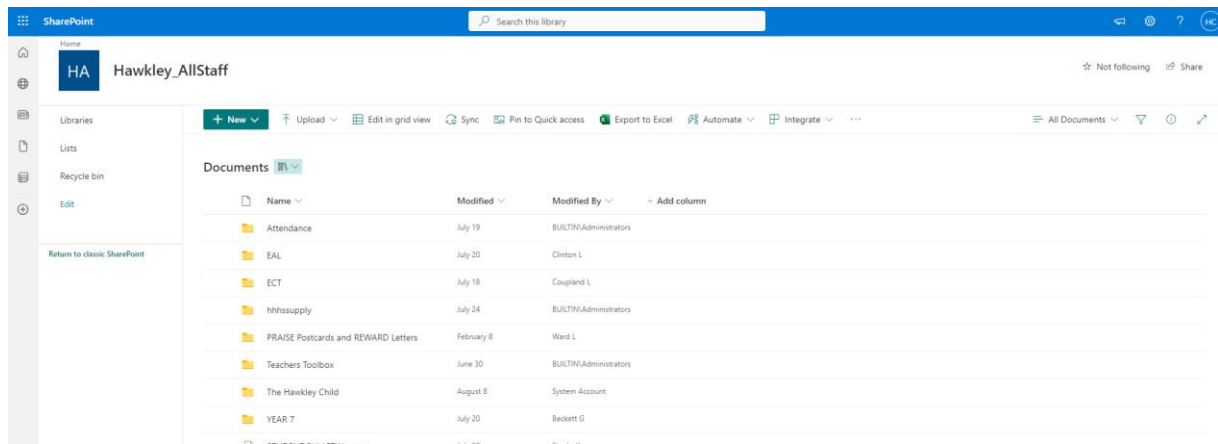 SharePoint
Search this library
?
HC
Home
HA
Hawkley_AllStaff
Not following
Share
Libraries
Lists
Recycle bin
Edit
Return to classic SharePoint
+ New
Upload
Edit in grid view
Sync
Pin to Quick access
Export to Excel
Automate
Integrate
...
All Documents
Documents
Name Modified Modified By + Add column
Attendance July 19 BUILTIN\Administrators
EAL July 20 Clinton L
ECT July 18 Coupland L
hhhssupply July 24 BUILTIN\Administrators
PRAISE Postcards and REWARD Letters February 8 Ward L
Teachers Toolbox June 30 BUILTIN\Administrators
The Hawkley Child August 8 System Account
YEAR 7 July 20 Beckett G